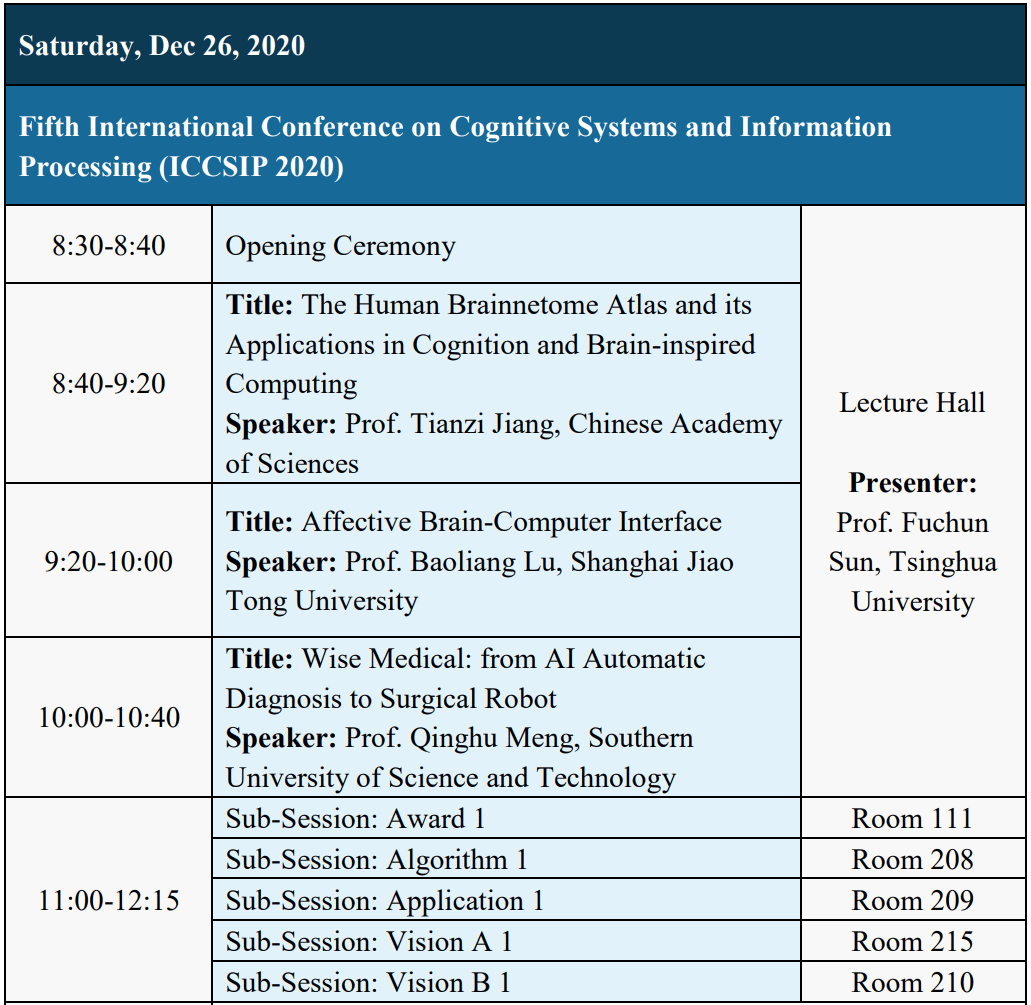 Saturday, Dec 26, 2020
Fifth International Conference on Cognitive Systems and Information
Processing (ICCSIP 2020)
8:30-8:40
Opening Ceremony
8:40-9:20
Title: The Human Brainnetome Atlas and its
Applications in Cognition and Brain-inspired
Computing
Speaker: Prof. Tianzi Jiang, Chinese Academy
of Sciences
9:20-10:00
Title: Affective Brain-Computer Interface
Speaker: Prof. Baoliang Lu, Shanghai Jiao
Tong University
10:00-10:40
Title: Wise Medical: from AI Automatic
Diagnosis to Surgical Robot
Speaker: Prof. Qinghu Meng, Southern
University of Science and Technology
Lecture Hall
Presenter:
Prof. Fuchun
Sun, Tsinghua
University
11:00-12:15
Sub-Session: Award 1
Room 111
Sub-Session: Algorithm 1
Room 208
Sub-Session: Application 1
Room 209
Sub-Session: Vision A 1
Room 215
Sub-Session: Vision B 1
Room 210